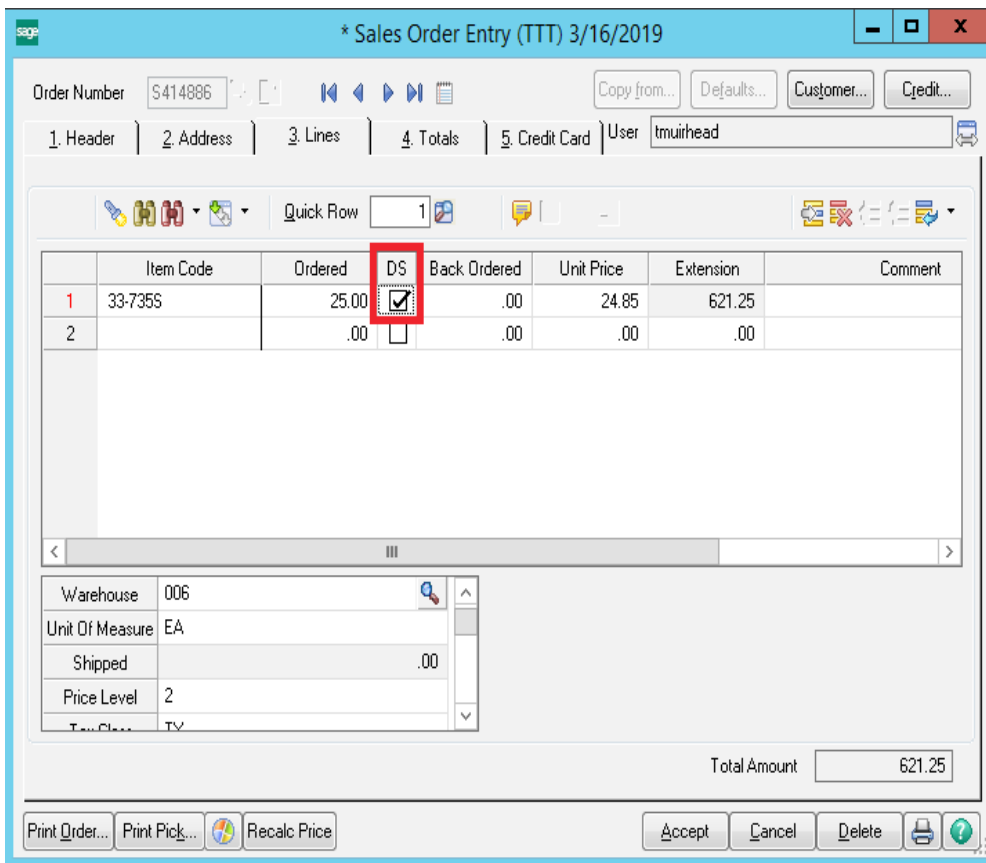 sage
* Sales Order Entry (TTT) 3/16/2019
Order Number S414886 Copy from... Defaults... Customer... Credit...
1. Header 2. Address 3. Lines 4. Totals 5. Credit Card User tmuirhead
Quick Row 1
Item Code Ordered DS Back Ordered Unit Price Extension Comment
1 33-735S 25.00 .00 24.85 621.25
2 .00 .00 .00 .00
Warehouse 006
Unit Of Measure EA
Shipped .00
Price Level 2
Total Amount 621.25
Print Order... Print Pick... Recalc Price Accept Cancel Delete